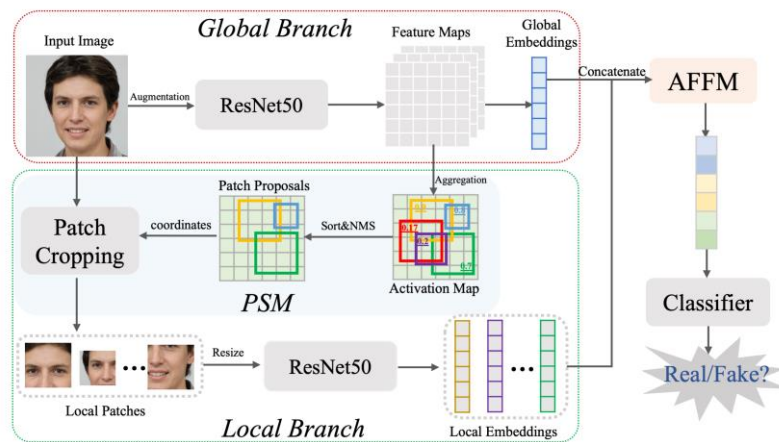 Global Branch
Input Image
Feature Maps
Global
Embeddings
Augmentation
ResNet50
Concatenate
AFFM
Aggregation
Patch Proposals
coordinates
Sort&NMS
Patch
Cropping
0.17
0.2
Activation Map
PSM
Classifier
Resize
ResNet50
Real/Fake?
Local Patches
Local Embeddings
Local Branch